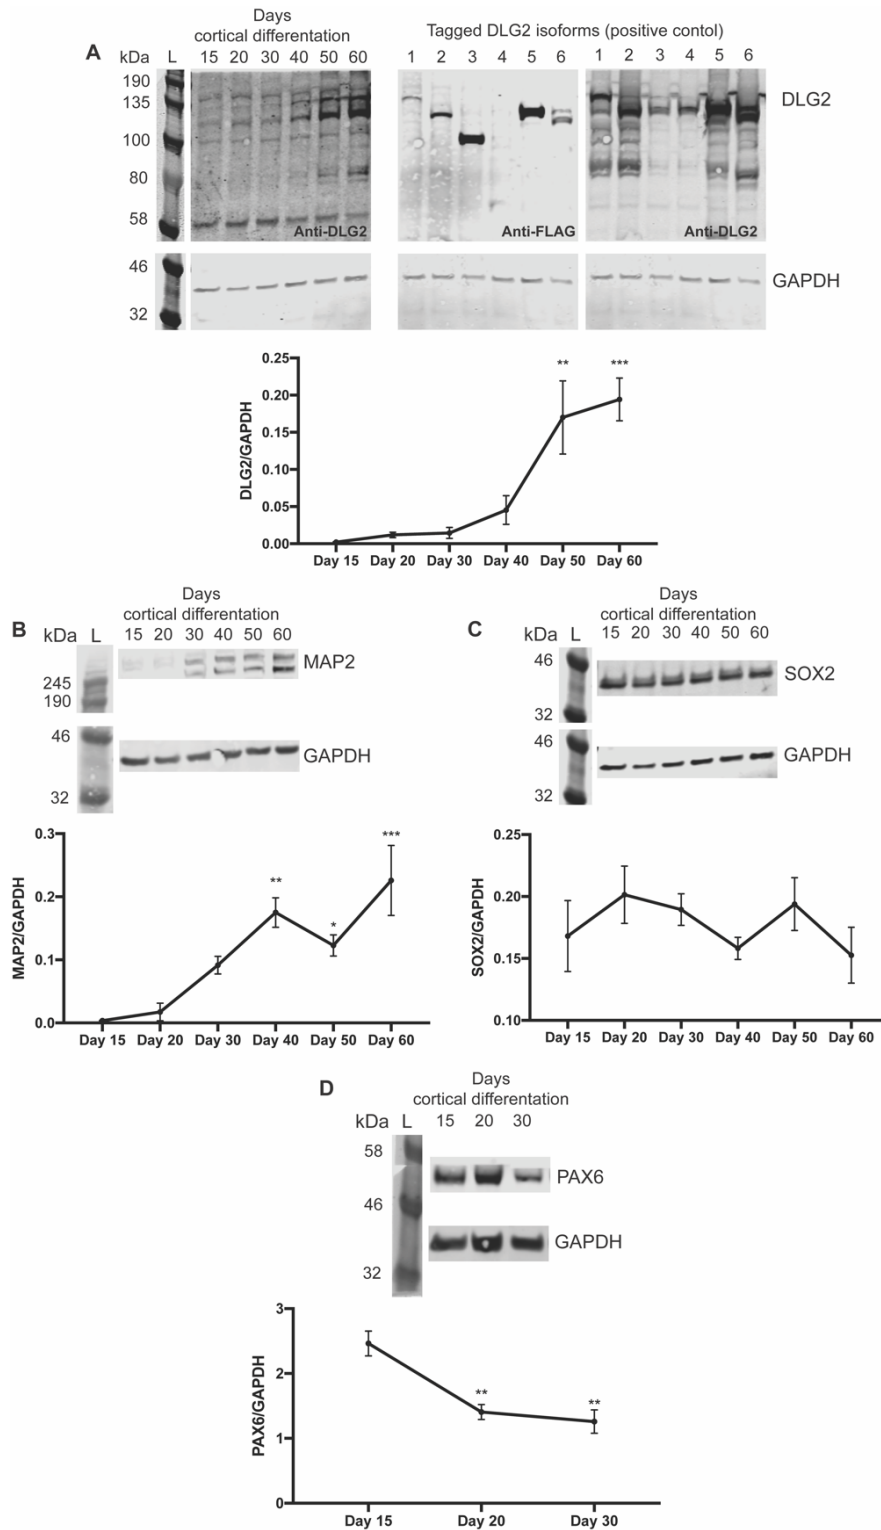 Days
cortical differentation
Tagged DLG2 isoforms (positive contol)
A
kDa L 15 20 30 40 50 60 1 2 3 4 5 6 1 2 3 4 5 6
190
135
100
80
58
DLG2
Anti-DLG2 Anti-FLAG Anti-DLG2
46
32
GAPDH
0.25
0.20
0.15
0.10
0.05
0.00
DLG2/GAPDH
** ***
Day 15 Day 20 Day 30 Day 40 Day 50 Day 60
B
Days
cortical differentation
kDa L 15 20 30 40 50 60
MAP2
245
190
46
GAPDH
32
0.3
0.2
0.1
0.0
MAP2/GAPDH
** * ***
Day 15 Day 20 Day 30 Day 40 Day 50 Day 60
C
Days
cortical differentation
kDa L 15 20 30 40 50 60
46
SOX2
32
46
GAPDH
32
0.25
0.20
0.15
0.10
SOX2/GAPDH
Day 15 Day 20 Day 30 Day 40 Day 50 Day 60
D
Days
cortical differentation
kDa L 15 20 30
58
PAX6
46
GAPDH
32
3
2
1
0
PAX6/GAPDH
** **
Day 15 Day 20 Day 30